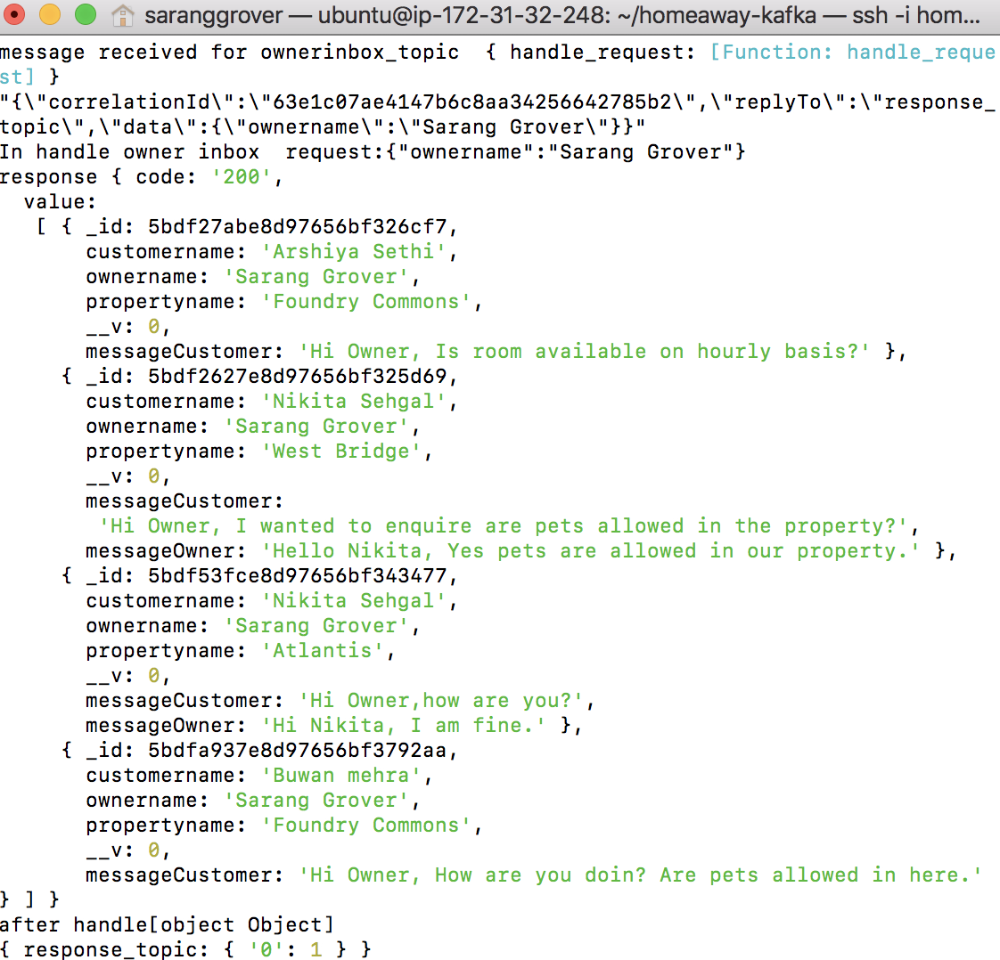 saranggrover — ubuntu@ip-172-31-32-248: ~/homeaway-kafka — ssh -i hom...
message received for ownerinbox_topic  { handle_request: [Function: handle_reque
st] }
"{\"correlationId\":\"63e1c07ae4147b6c8aa34256642785b2\",\"replyTo\":\"response_
topic\",\"data\":{\"ownername\":\"Sarang Grover\"}}"
In handle owner inbox  request:{"ownername":"Sarang Grover"}
response { code: '200',
  value:
   [ { _id: 5bdf27abe8d97656bf326cf7,
       customername: 'Arshiya Sethi',
       ownername: 'Sarang Grover',
       propertyname: 'Foundry Commons',
       __v: 0,
       messageCustomer: 'Hi Owner, Is room available on hourly basis?' },
     { _id: 5bdf2627e8d97656bf325d69,
       customername: 'Nikita Sehgal',
       ownername: 'Sarang Grover',
       propertyname: 'West Bridge',
       __v: 0,
       messageCustomer:
        'Hi Owner, I wanted to enquire are pets allowed in the property?',
       messageOwner: 'Hello Nikita, Yes pets are allowed in our property.' },
     { _id: 5bdf53fce8d97656bf343477,
       customername: 'Nikita Sehgal',
       ownername: 'Sarang Grover',
       propertyname: 'Atlantis',
       __v: 0,
       messageCustomer: 'Hi Owner,how are you?',
       messageOwner: 'Hi Nikita, I am fine.' },
     { _id: 5bdfa937e8d97656bf3792aa,
       customername: 'Buwan mehra',
       ownername: 'Sarang Grover',
       propertyname: 'Foundry Commons',
       __v: 0,
       messageCustomer: 'Hi Owner, How are you doin? Are pets allowed in here.'
} ] }
after handle[object Object]
{ response_topic: { '0': 1 } }